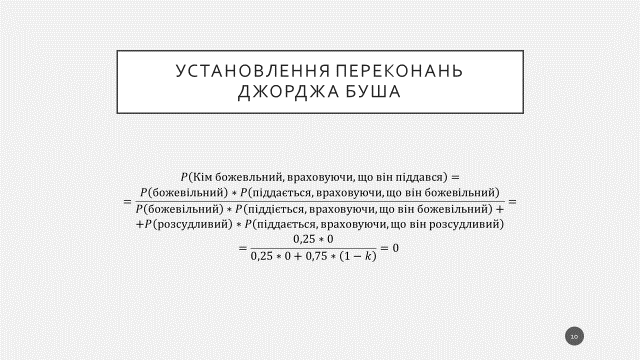 УСТАНОВЛЕННЯ ПЕРЕКОНАНЬ
ДЖОРДЖА БУША
𝑃(Кім божевльний, враховуючи, що він піддався) =
= 𝑃(божевільний) ∗ 𝑃(піддається, враховуючи, що він божевільний)
𝑃(божевільний) ∗ 𝑃(піддіється, враховуючи, що він божевільний) + =
+𝑃(розсудливий) ∗ 𝑃(піддається, враховуючи, що він розсудливий)
= 0,25 ∗ 0
0,25 ∗ 0 + 0,75 ∗ (1 − 𝑘) = 0
10